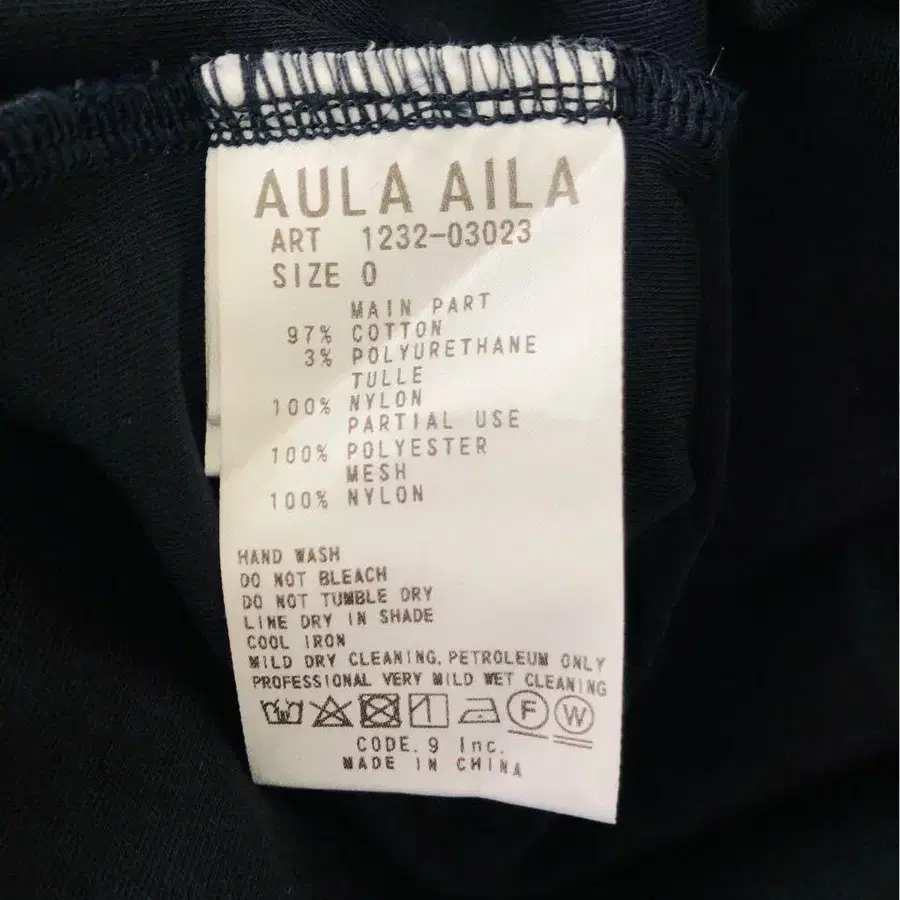 AULA AILA
ART 1232-03023
SIZE 0
MAIN PART
97% COTTON
3% POLYURETHANE
TULLE
100% NYLON
PARTIAL USE
100% POLYESTER
MESH
100% NYLON
HAND WASH
DO NOT BLEACH
DO NOT TUMBLE DRY
LINE DRY IN SHADE
COOL IRON
MILD DRY CLEANING, PETROLEUM ONLY
PROFESSIONAL VERY MILD WET CLEANING
F W
CODE. 9 Inc.
MADE IN CHINA